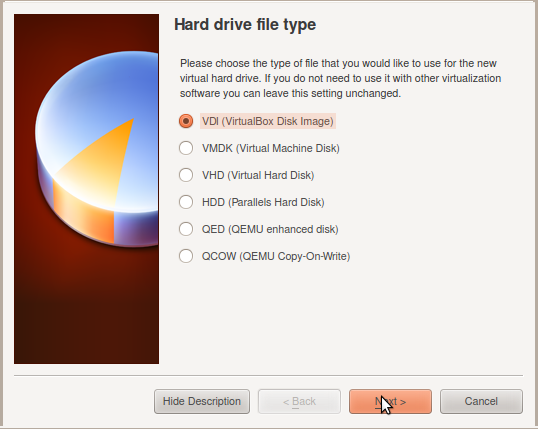 Hard drive file type
Please choose the type of file that you would like to use for the new
virtual hard drive. If you do not need to use it with other virtualization
software you can leave this setting unchanged.
VDI (VirtualBox Disk Image)
VMDK (Virtual Machine Disk)
VHD (Virtual Hard Disk)
HDD (Parallels Hard Disk)
QED (QEMU enhanced disk)
QCOW (QEMU Copy-On-Write)
Hide Description
< Back
Next >
Cancel